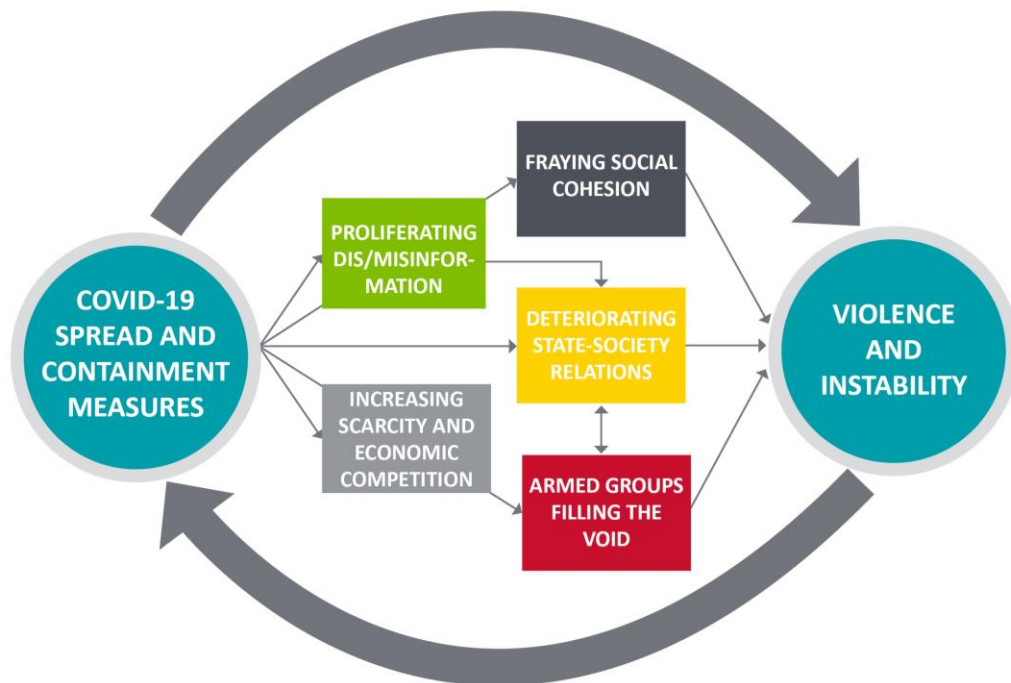 COVID-19
SPREAD AND
CONTAINMENT
MEASURES
PROLIFERATING
DIS/MISINFOR-
MATION
INCREASING
SCARCITY AND
ECONOMIC
COMPETITION
FRAYING SOCIAL
COHESION
DETERIORATING
STATE-SOCIETY
RELATIONS
ARMED GROUPS
FILLING THE
VOID
VIOLENCE
AND
INSTABILITY